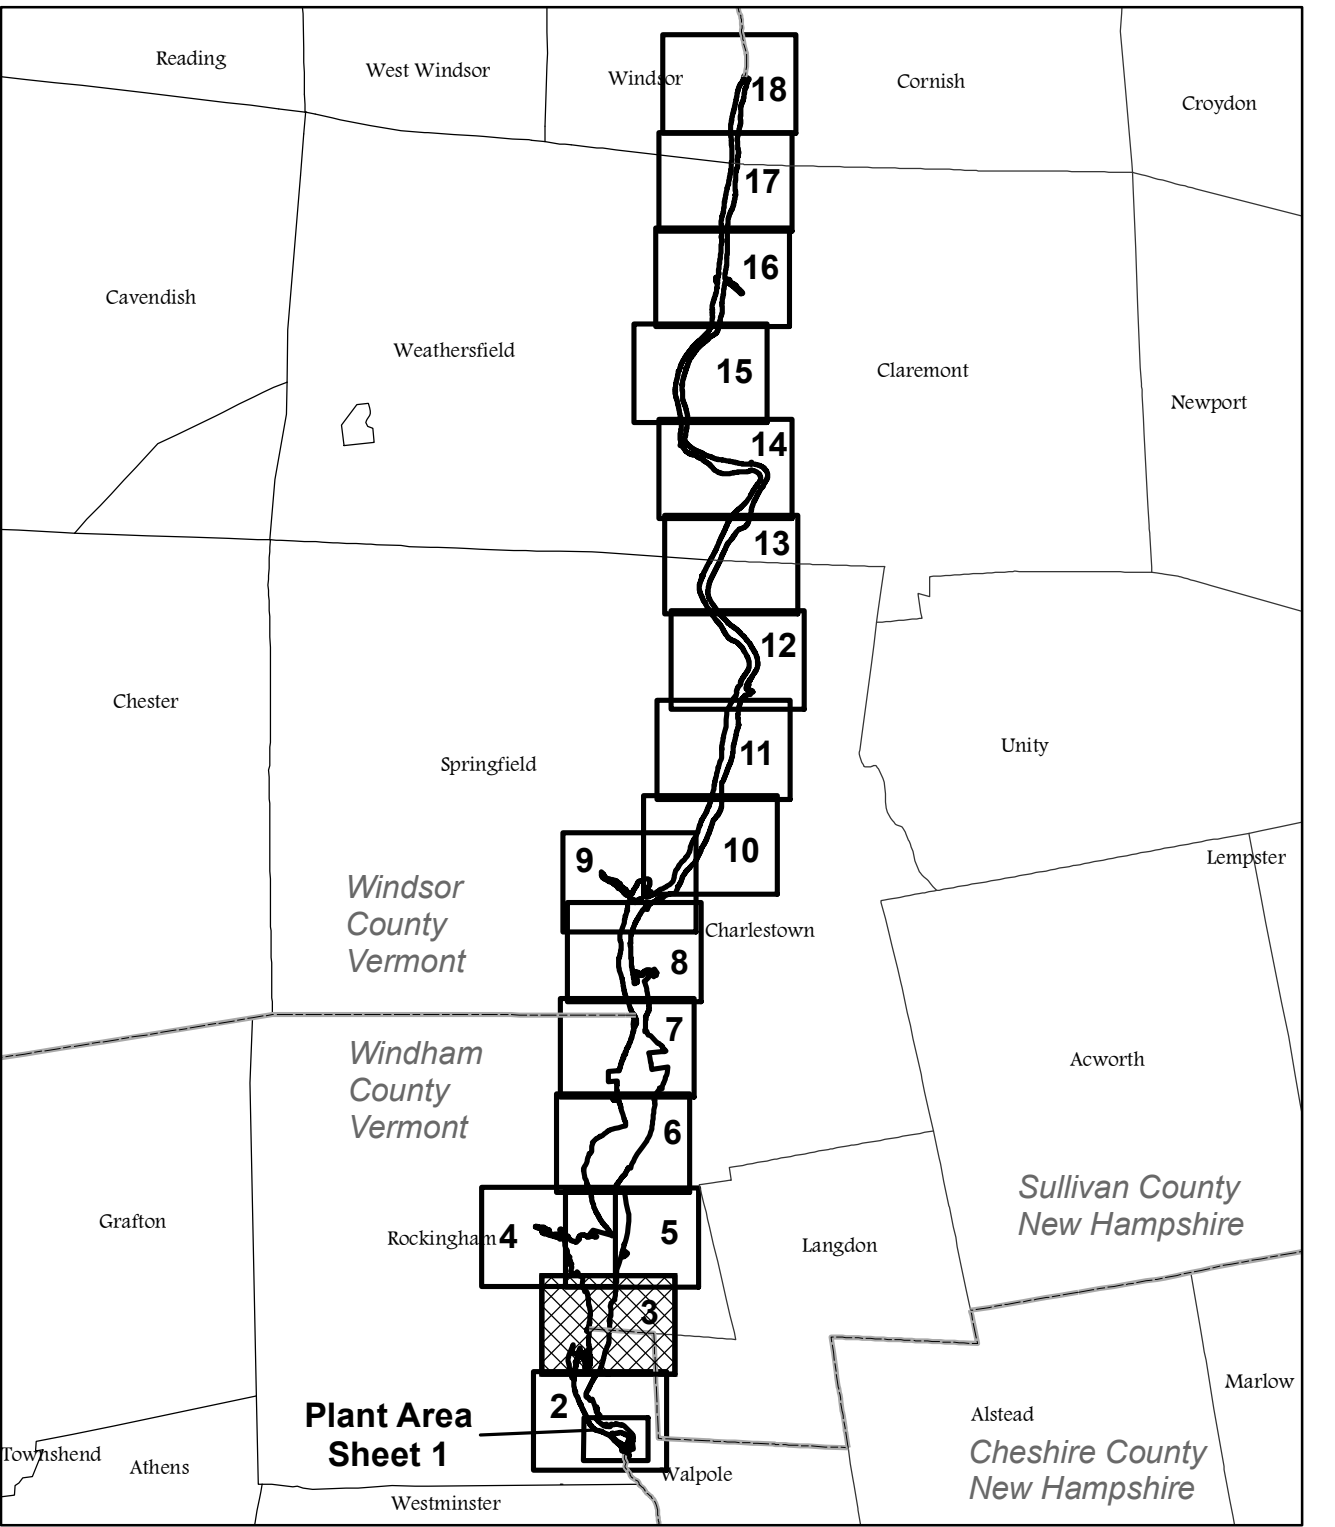 Reading
West Windsor
Windsor
18
Cornish
Croydon
17
16
Cavendish
Weathersfield
15
Claremont
Newport
14
13
12
Chester
11
Unity
Springfield
10
9
Lempster
Windsor
County
Vermont
Charlestown
8
7
Windham
County
Vermont
Acworth
6
Sullivan County
New Hampshire
Grafton
Rockingham
4
5
Langdon
3
Marlow
2
Plant Area
Sheet 1
Alstead
Cheshire County
New Hampshire
Townshend
Athens
Walpole
Westminster